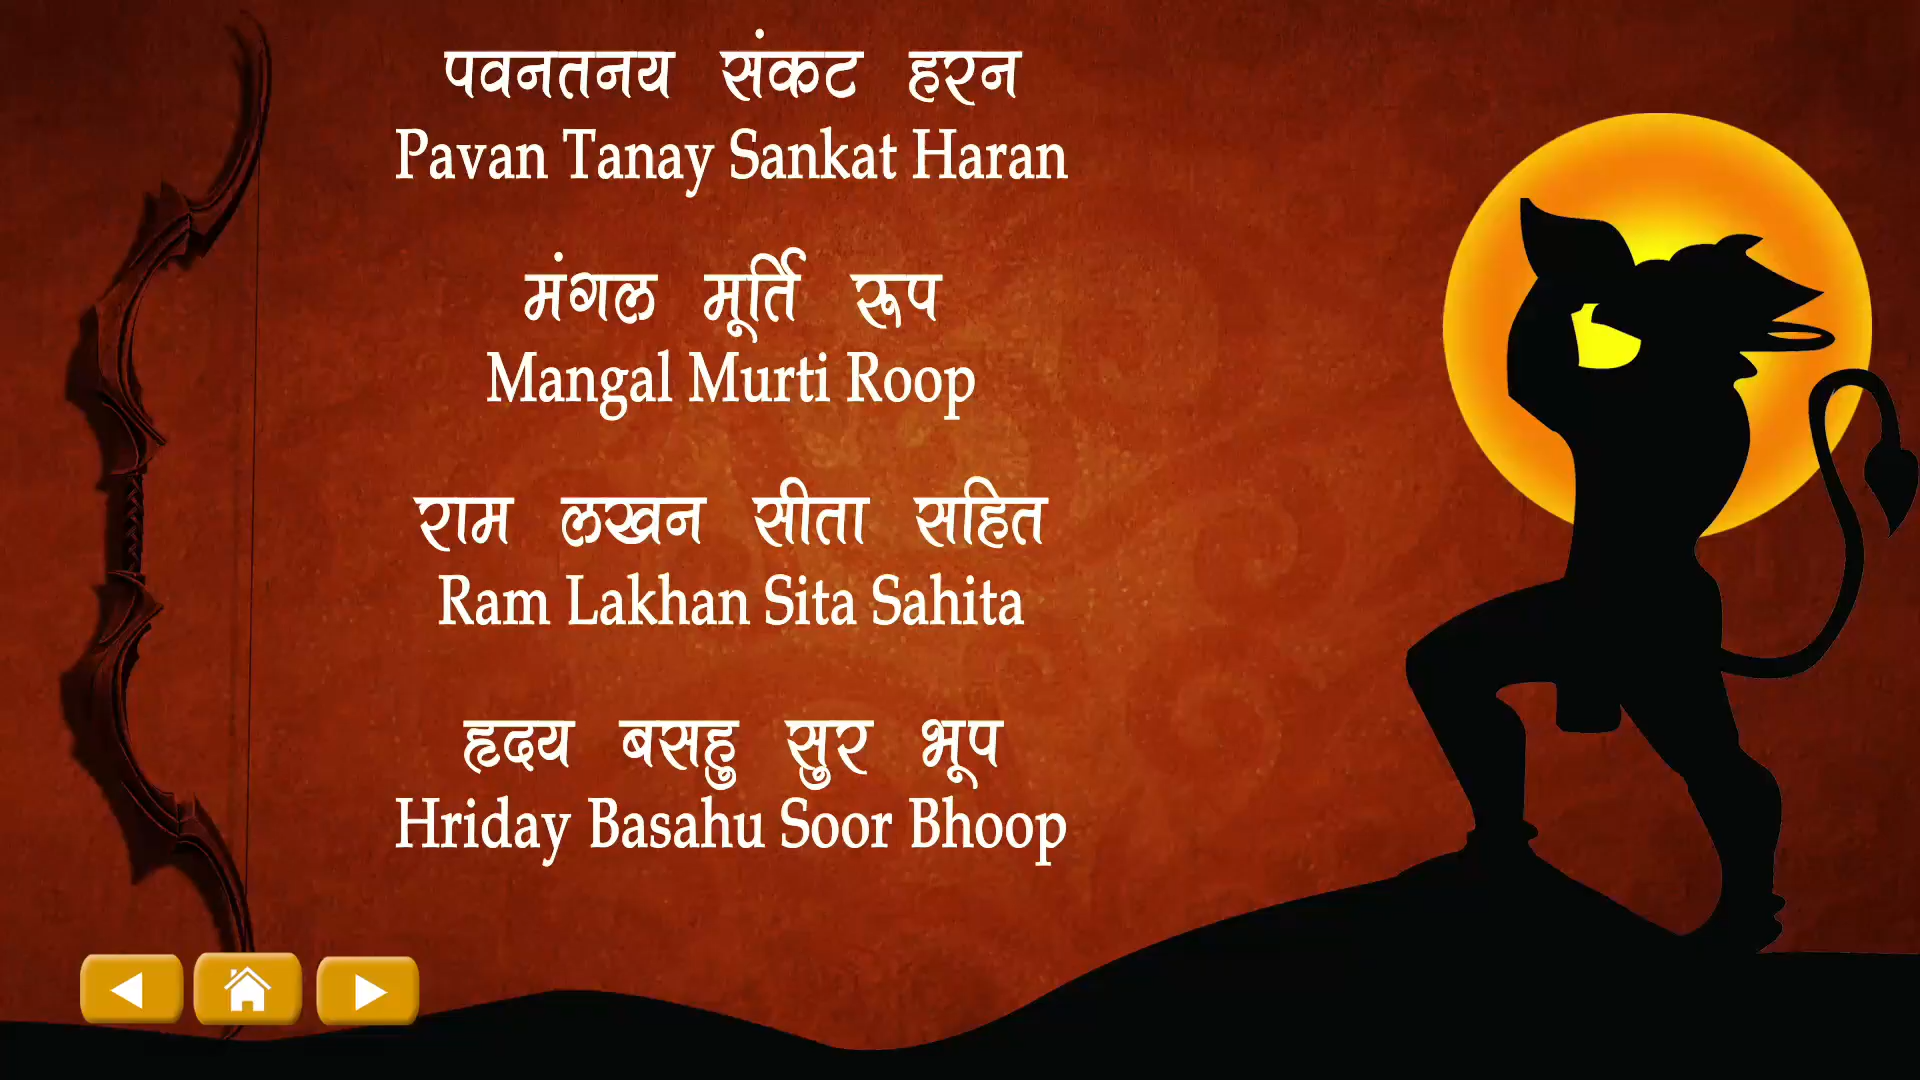 पवनतनय संकट हरन
Pavan Tanay Sankat Haran
मंगल मूर्ति रूप
Mangal Murti Roop
राम लखन सीता सहित
Ram Lakhan Sita Sahita
हृदय बसहु सुर भूप
Hriday Basahu Soor Bhoop